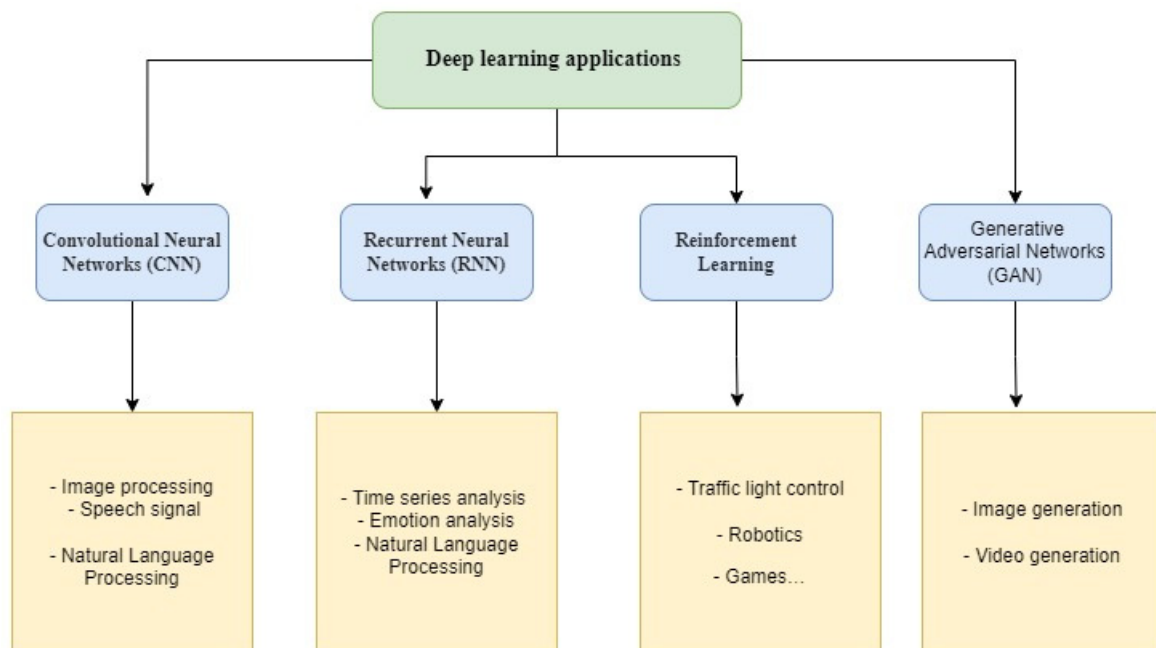 Deep learning applications
Convolutional Neural
Networks (CNN)
Recurrent Neural
Networks (RNN)
Reinforcement
Learning
Generative
Adversarial Networks
(GAN)
- Image processing
- Speech signal
- Natural Language
Processing
- Time series analysis
- Emotion analysis
- Natural Language
Processing
- Traffic light control
- Robotics
- Games…
- Image generation
- Video generation